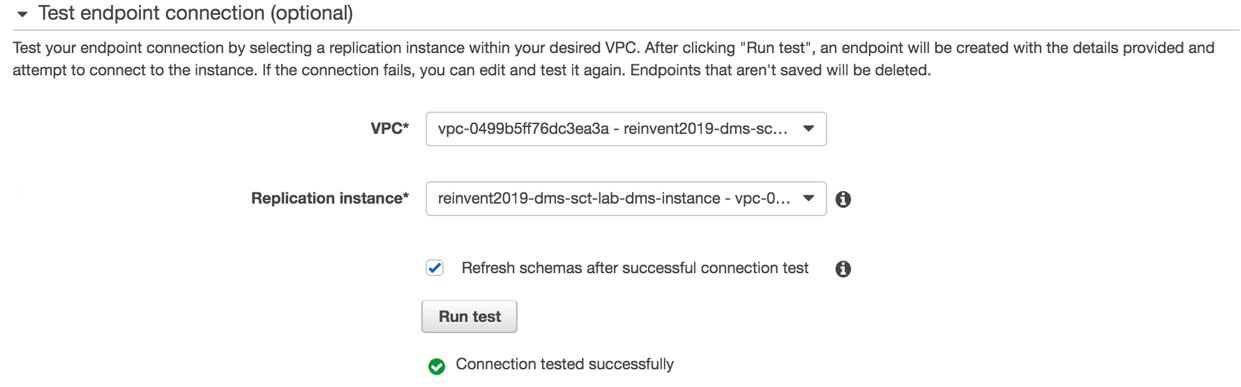 Test endpoint connection (optional)
Test your endpoint connection by selecting a replication instance within your desired VPC. After clicking "Run test", an endpoint will be created with the details provided and
attempt to connect to the instance. If the connection fails, you can edit and test it again. Endpoints that aren't saved will be deleted.
VPC* vpc-0499b5ff76dc3ea3a - reinvent2019-dms-sc...
Replication instance* reinvent2019-dms-sct-lab-dms-instance - vpc-0...
Refresh schemas after successful connection test
Run test
Connection tested successfully